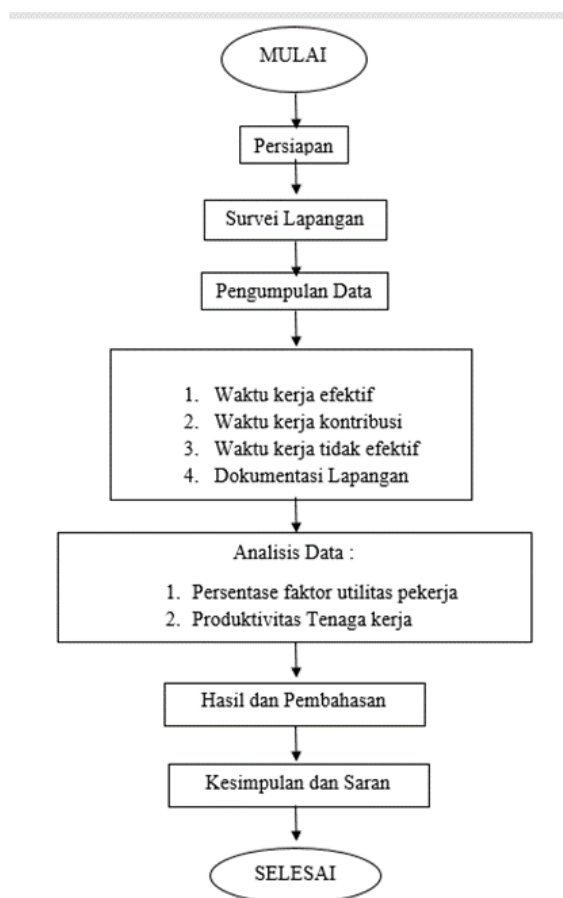 MULAI
Persiapan
Survei Lapangan
Pengumpulan Data
1. Waktu kerja efektif
2. Waktu kerja kontribusi
3. Waktu kerja tidak efektif
4. Dokumentasi Lapangan
Analisis Data :
1. Persentase faktor utilitas pekerja
2. Produktivitas Tenaga kerja
Hasil dan Pembahasan
Kesimpulan dan Saran
SELESAI